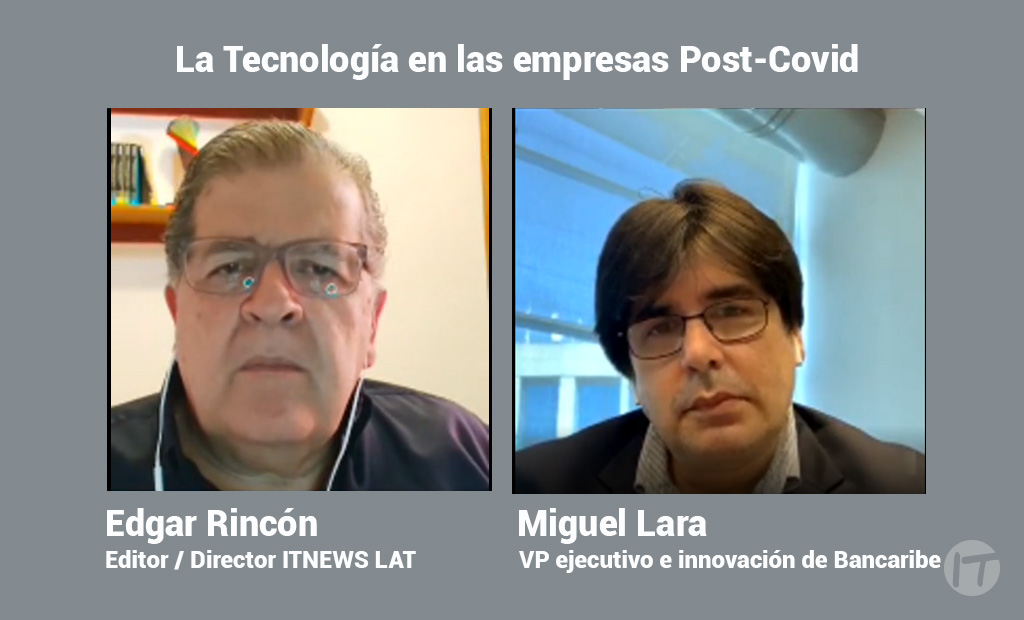 La Tecnología en las empresas Post-Covid
Edgar Rincón
Miguel Lara
Editor / Director ITNEWS LAT
VP ejecutivo e innovación de Bancaribe
IT